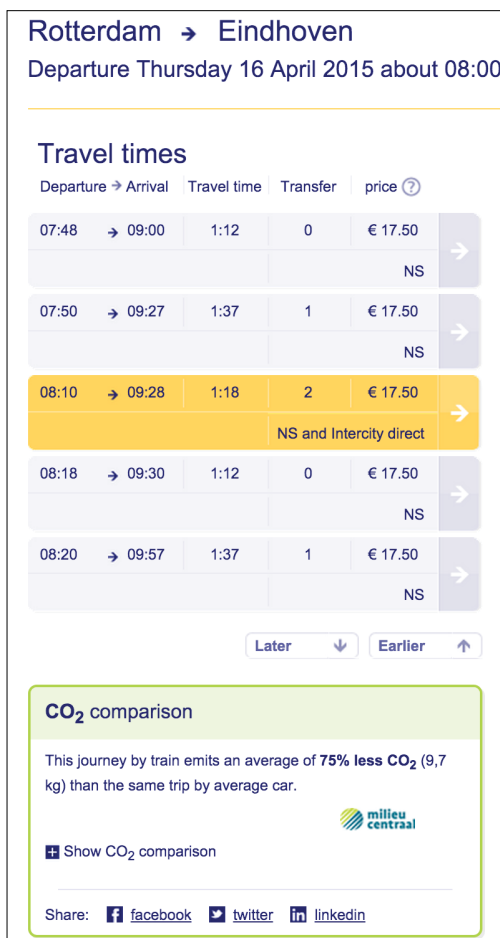 Rotterdam → Eindhoven
Departure Thursday 16 April 2015 about 08:00
Travel times
Departure → Arrival Travel time Transfer price ?
07:48 → 09:00 1:12 0 € 17.50
NS
07:50 → 09:27 1:37 1 € 17.50
NS
08:10 → 09:28 1:18 2 € 17.50
NS and Intercity direct
08:18 → 09:30 1:12 0 € 17.50
NS
08:20 → 09:57 1:37 1 € 17.50
NS
Later ↓ Earlier ↑
CO₂ comparison
This journey by train emits an average of 75% less CO₂ (9,7
kg) than the same trip by average car.
milieu
centraal
+ Show CO₂ comparison
Share: facebook twitter linkedin